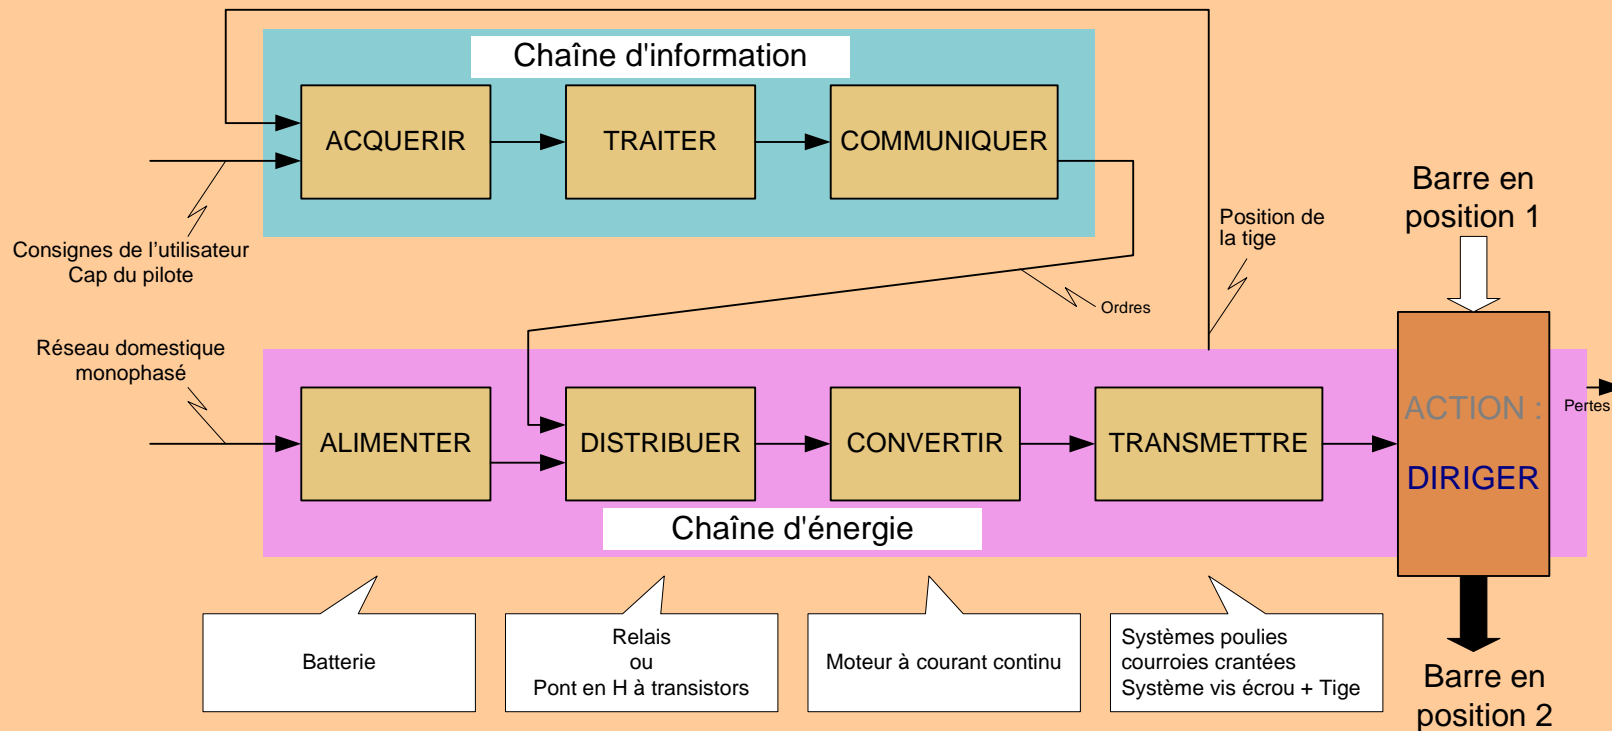 Chaîne d'information
ACQUERIR
TRAITER
COMMUNIQUER
Consignes de l'utilisateur
Cap du pilote
Position de
la tige
Ordres
Barre en
position 1
Réseau domestique
monophasé
ALIMENTER
DISTRIBUER
CONVERTIR
TRANSMETTRE
ACTION :
DIRIGER
Pertes
Chaîne d'énergie
Batterie
Relais
ou
Pont en H à transistors
Moteur à courant continu
Systèmes poulies
courroies crantées
Système vis écrou + Tige
Barre en
position 2